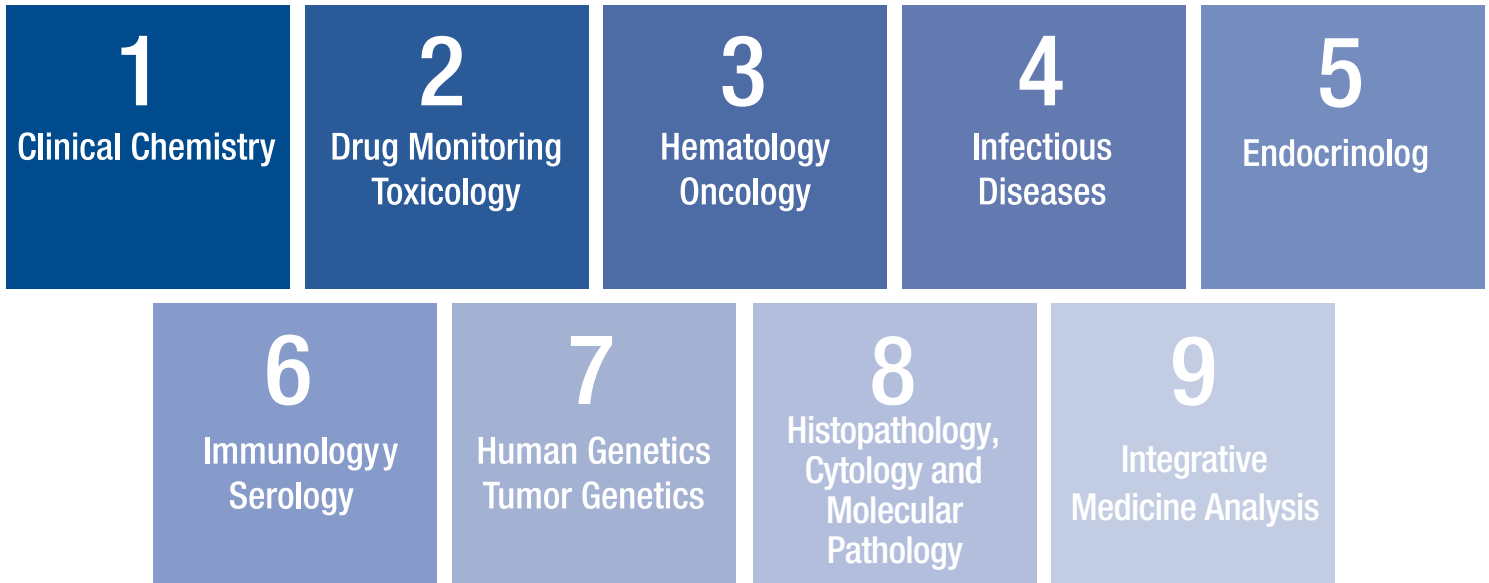 1
Clinical Chemistry
2
Drug Monitoring
Toxicology
3
Hematology
Oncology
4
Infectious
Diseases
5
Endocrinolog
6
Immunology y
Serology
7
Human Genetics
Tumor Genetics
8
Histopathology,
Cytology and
Molecular
Pathology
9
Integrative
Medicine Analysis